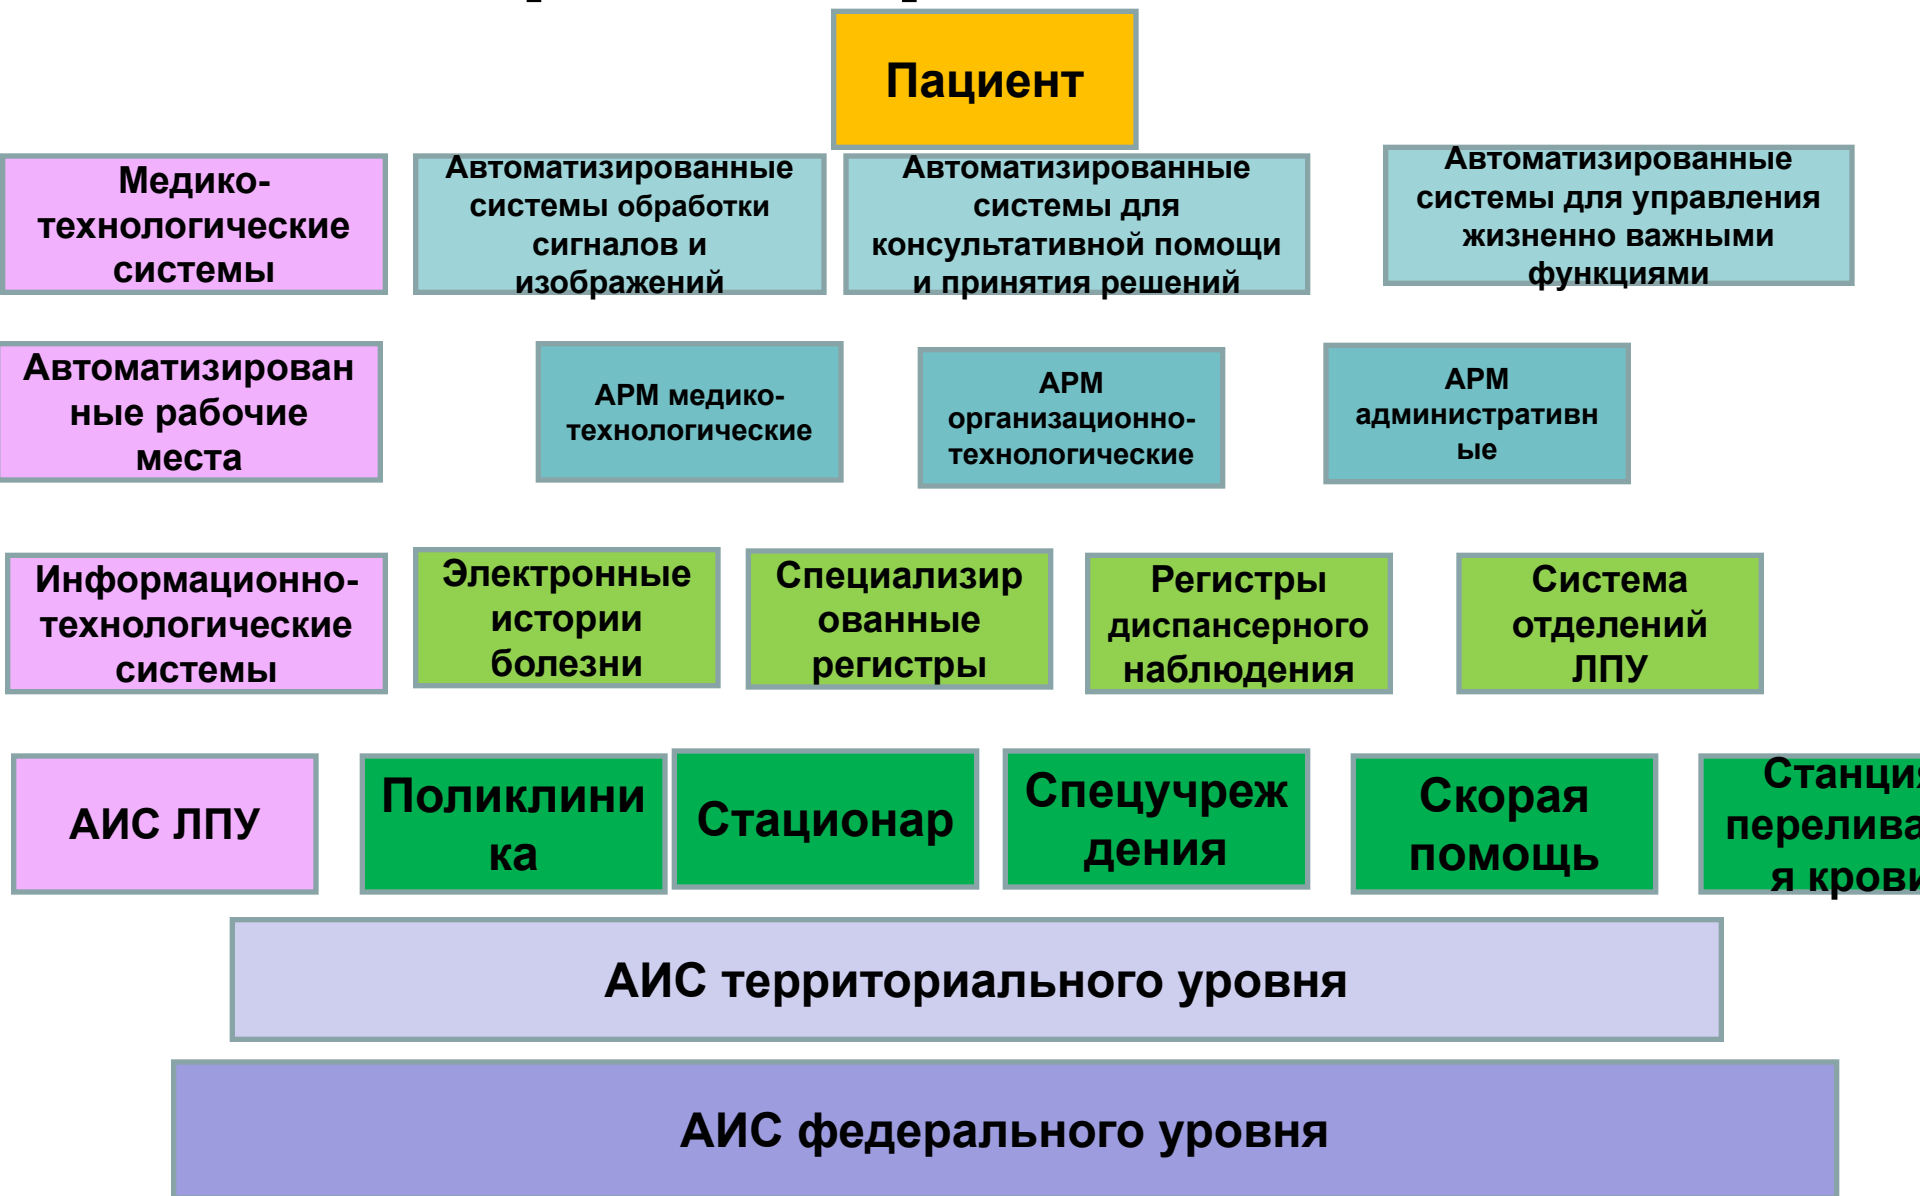 Пациент
Медико-
технологические
системы
Автоматизированные
системы обработки
сигналов и
изображений
Автоматизированные
системы для
консультативной помощи
и принятия решений
Автоматизированные
системы для управления
жизненно важными
функциями
Автоматизирован
ные рабочие
места
АРМ медико-
технологические
АРМ
организационно-
технологические
АРМ
административн
ые
Информационно-
технологические
системы
Электронные
истории
болезни
Специализир
ованные
регистры
Регистры
диспансерного
наблюдения
Система
отделений
ЛПУ
АИС ЛПУ
Поликлини
ка
Стационар
Спецучреж
дения
Скорая
помощь
Станция
перелива
я крови
АИС территориального уровня
АИС федерального уровня